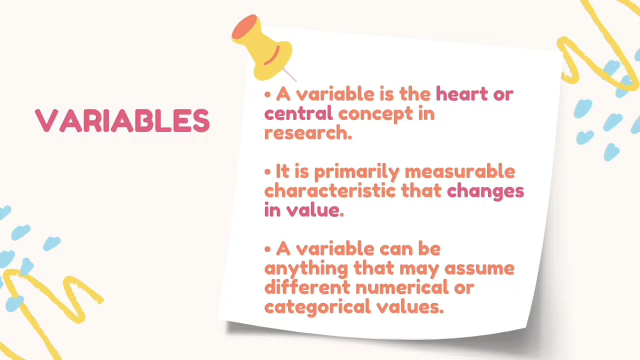 VARIABLES
• A variable is the heart or
central concept in
research.
• It is primarily measurable
characteristic that changes
in value.
• A variable can be
anything that may assume
different numerical or
categorical values.